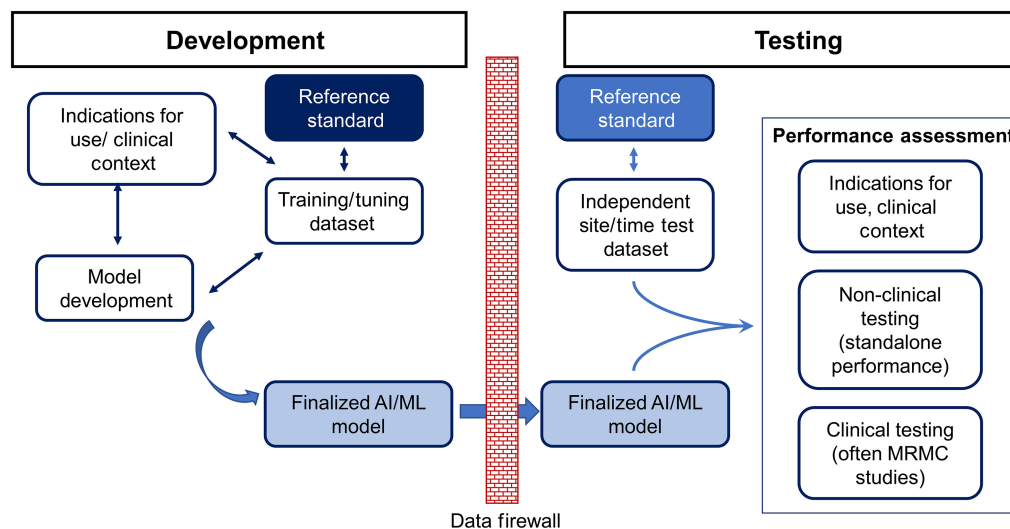 Development
Testing
Indications for
use/ clinical
context
Reference
standard
Training/tuning
dataset
Model
development
Finalized AI/ML
model
Data firewall
Reference
standard
Independent
site/time test
dataset
Finalized AI/ML
model
Performance assessment
Indications for
use, clinical
context
Non-clinical
testing
(standalone
performance)
Clinical testing
(often MRMC
studies)